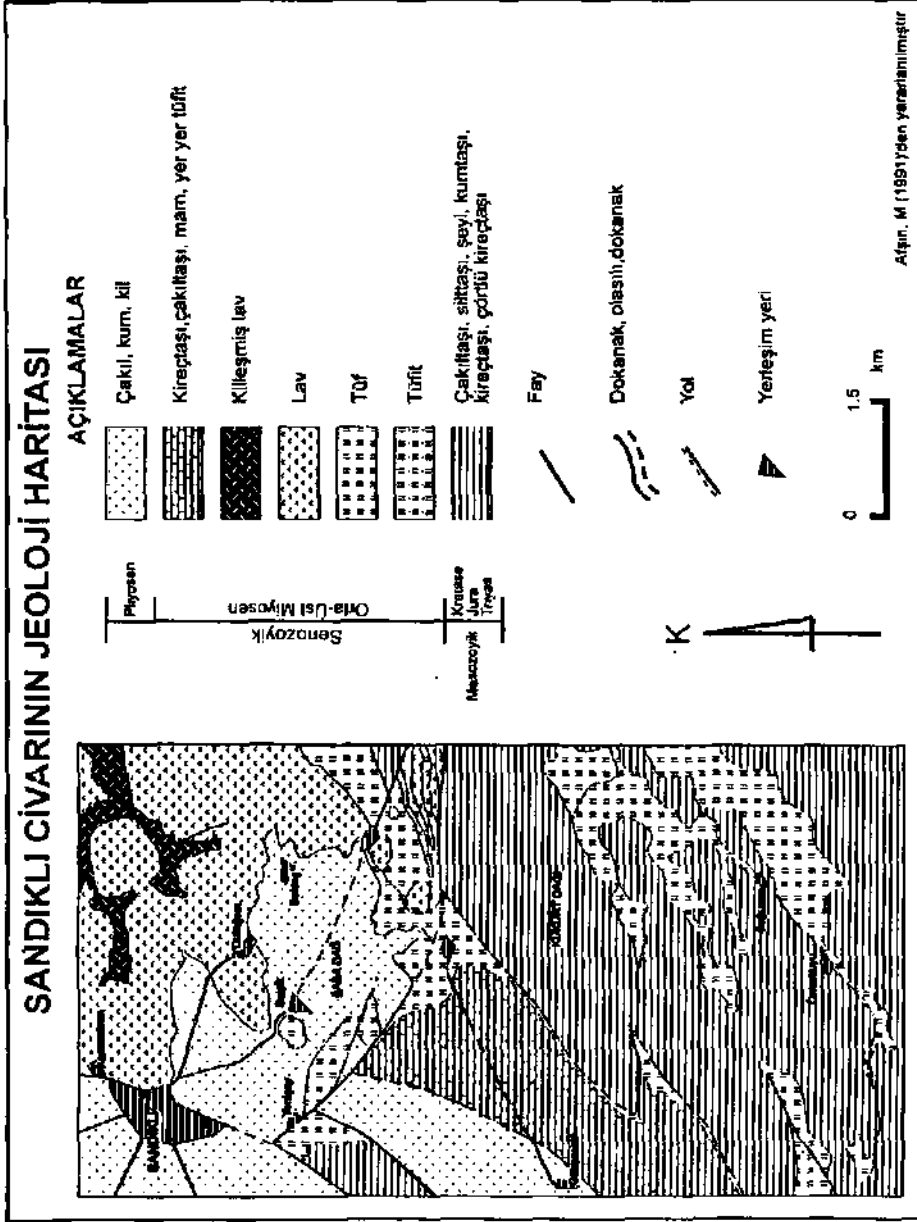 SANDIKLI CİVARININ JEOLOJİ HARİTASI
AÇIKLAMALAR
Çakıl, kum, kil
Kireçtaşı,çakıltaşı, marn, yer yer tüfit
Killeşmiş lav
Lav
Tüf
Tüfit
Çakıltaşı, silttaşı, şeyl, kumtaşı,
kireçtaşı, çörtlü kireçtaşı
Pliyosen
Orta-Üst Miyosen
Senozoyik
Kretase
Jura
Triyas
Mesozoyik
Fay
Dokanak, olasılı,dokanak
Yol
Yerleşim yeri
K
0 1.5
km
Afşin, M (1991)'den yararlanılmıştır
SANDIKLI